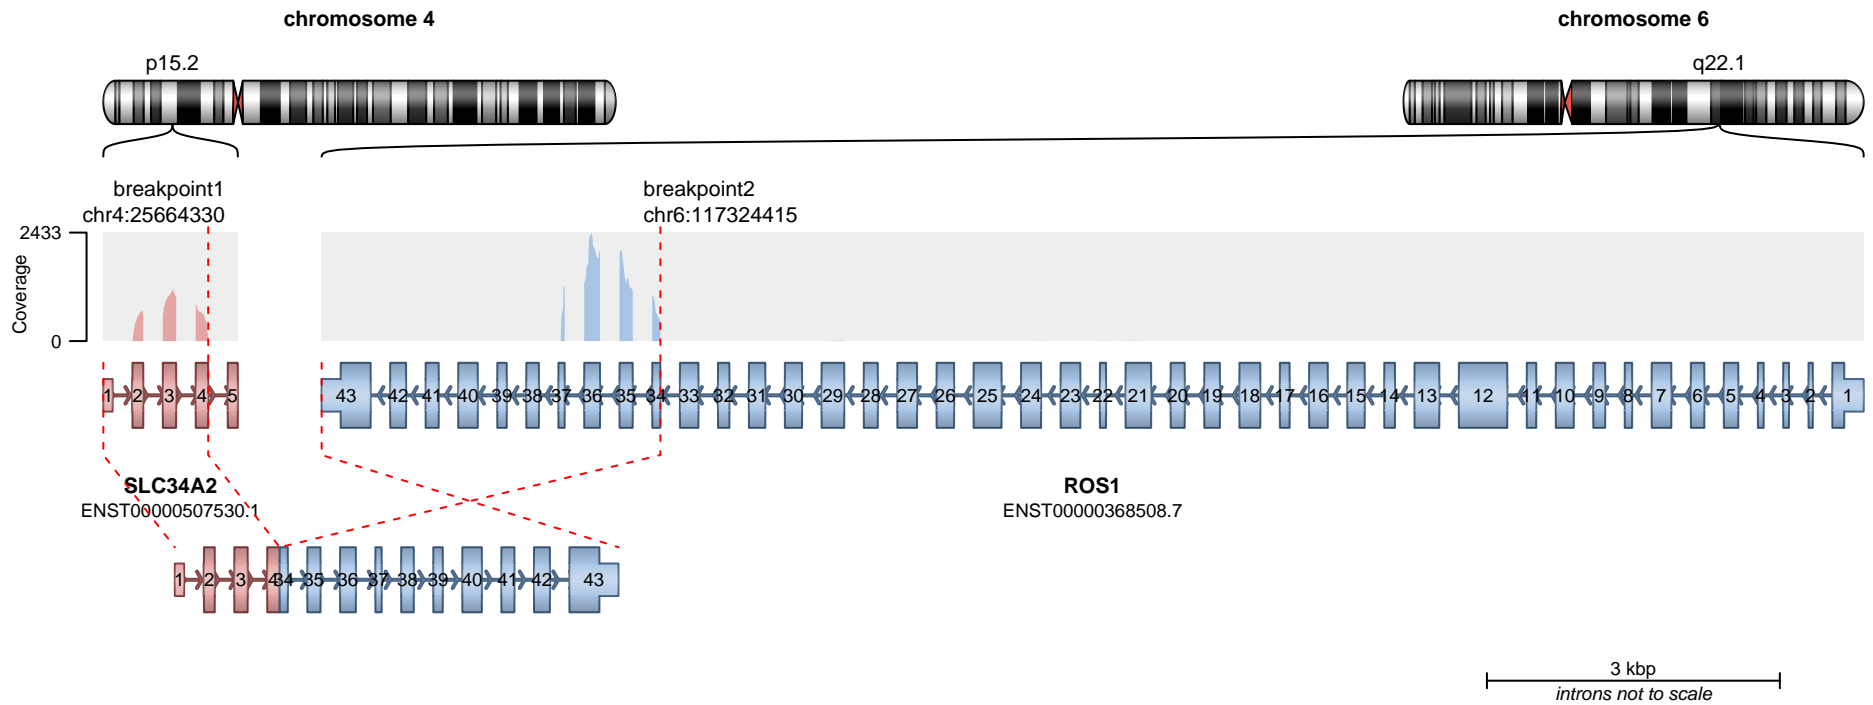 chromosome 4
chromosome 6
p15.2
q22.1
breakpoint1
chr4:25664330
breakpoint2
chr6:117324415
2433
Coverage
0
1 2 3 4 5
43 42 41 40 39 38 37 36 35 34 33 32 31 30 29 28 27 26 25 24 23 22 21 20 19 18 17 16 15 14 13 12 11 10 9 8 7 6 5 4 3 2 1
SLC34A2
ENST00000507530.1
ROS1
ENST00000368508.7
1 2 3 4 34 35 36 37 38 39 40 41 42 43
3 kbp
introns not to scale